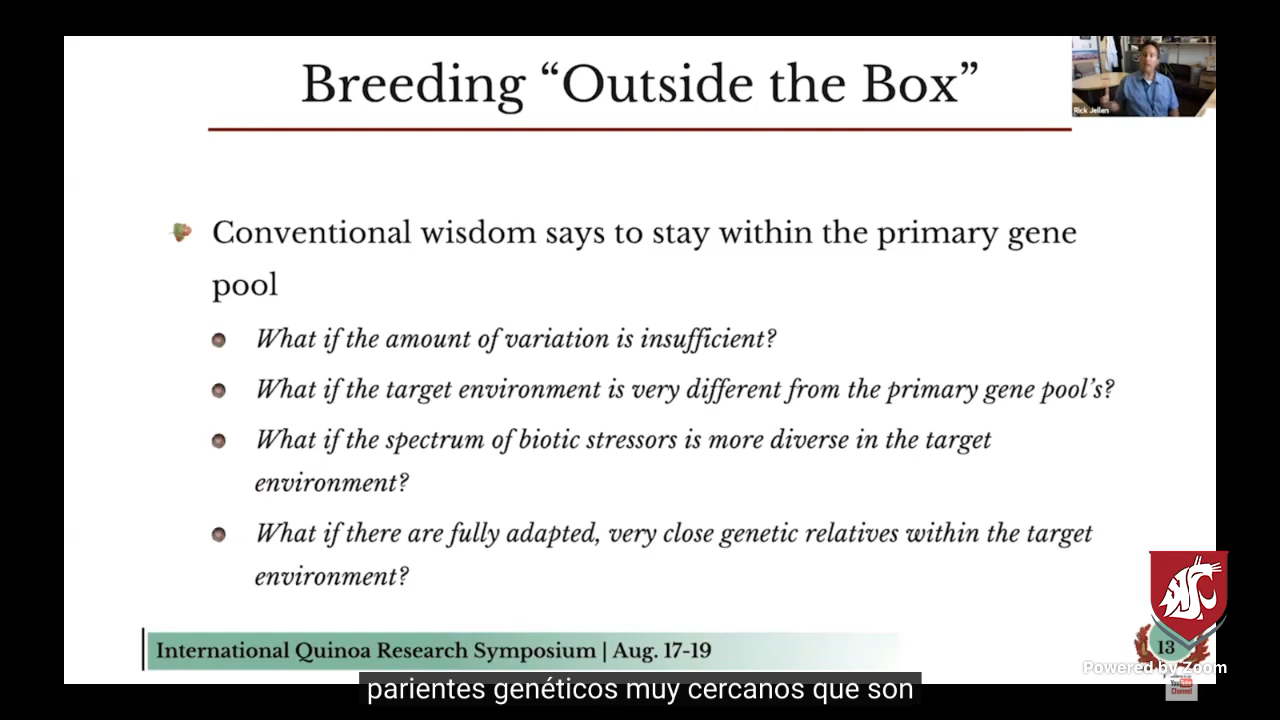 Breeding “Outside the Box”
Rick Jellen
Conventional wisdom says to stay within the primary gene
pool
What if the amount of variation is insufficient?
What if the target environment is very different from the primary gene pool’s?
What if the spectrum of biotic stressors is more diverse in the target
environment?
What if there are fully adapted, very close genetic relatives within the target
environment?
International Quinoa Research Symposium | Aug. 17-19
13
Powered by Zoom
YouTube
Channel
parientes genéticos muy cercanos que son